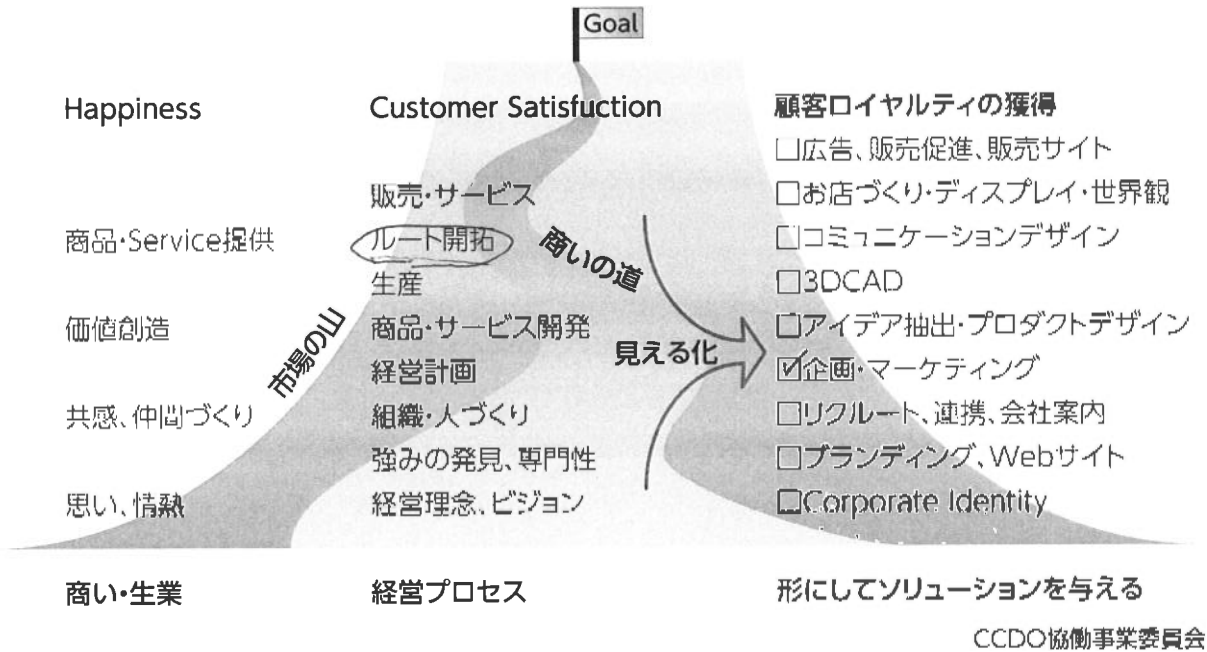 Goal
Happiness
Customer Satisfuction
顧客ロイヤルティの獲得
□広告、販売促進、販売サイト
販売・サービス
□お店づくり・ディスプレイ・世界観
商品・Service提供
ルート開拓
商いの道
□コミュニケーションデザイン
生産
□3DCAD
価値創造
市場の山
商品・サービス開発
□アイデア抽出・プロダクトデザイン
見える化
経営計画
☑企画・マーケティング
共感、仲間づくり
組織・人づくり
□リクルート、連携、会社案内
強みの発見、専門性
□ブランディング、Webサイト
思い、情熱
経営理念、ビジョン
□Corporate Identity
商い・生業
経営プロセス
形にしてソリューションを与える
CCDO協働事業委員会